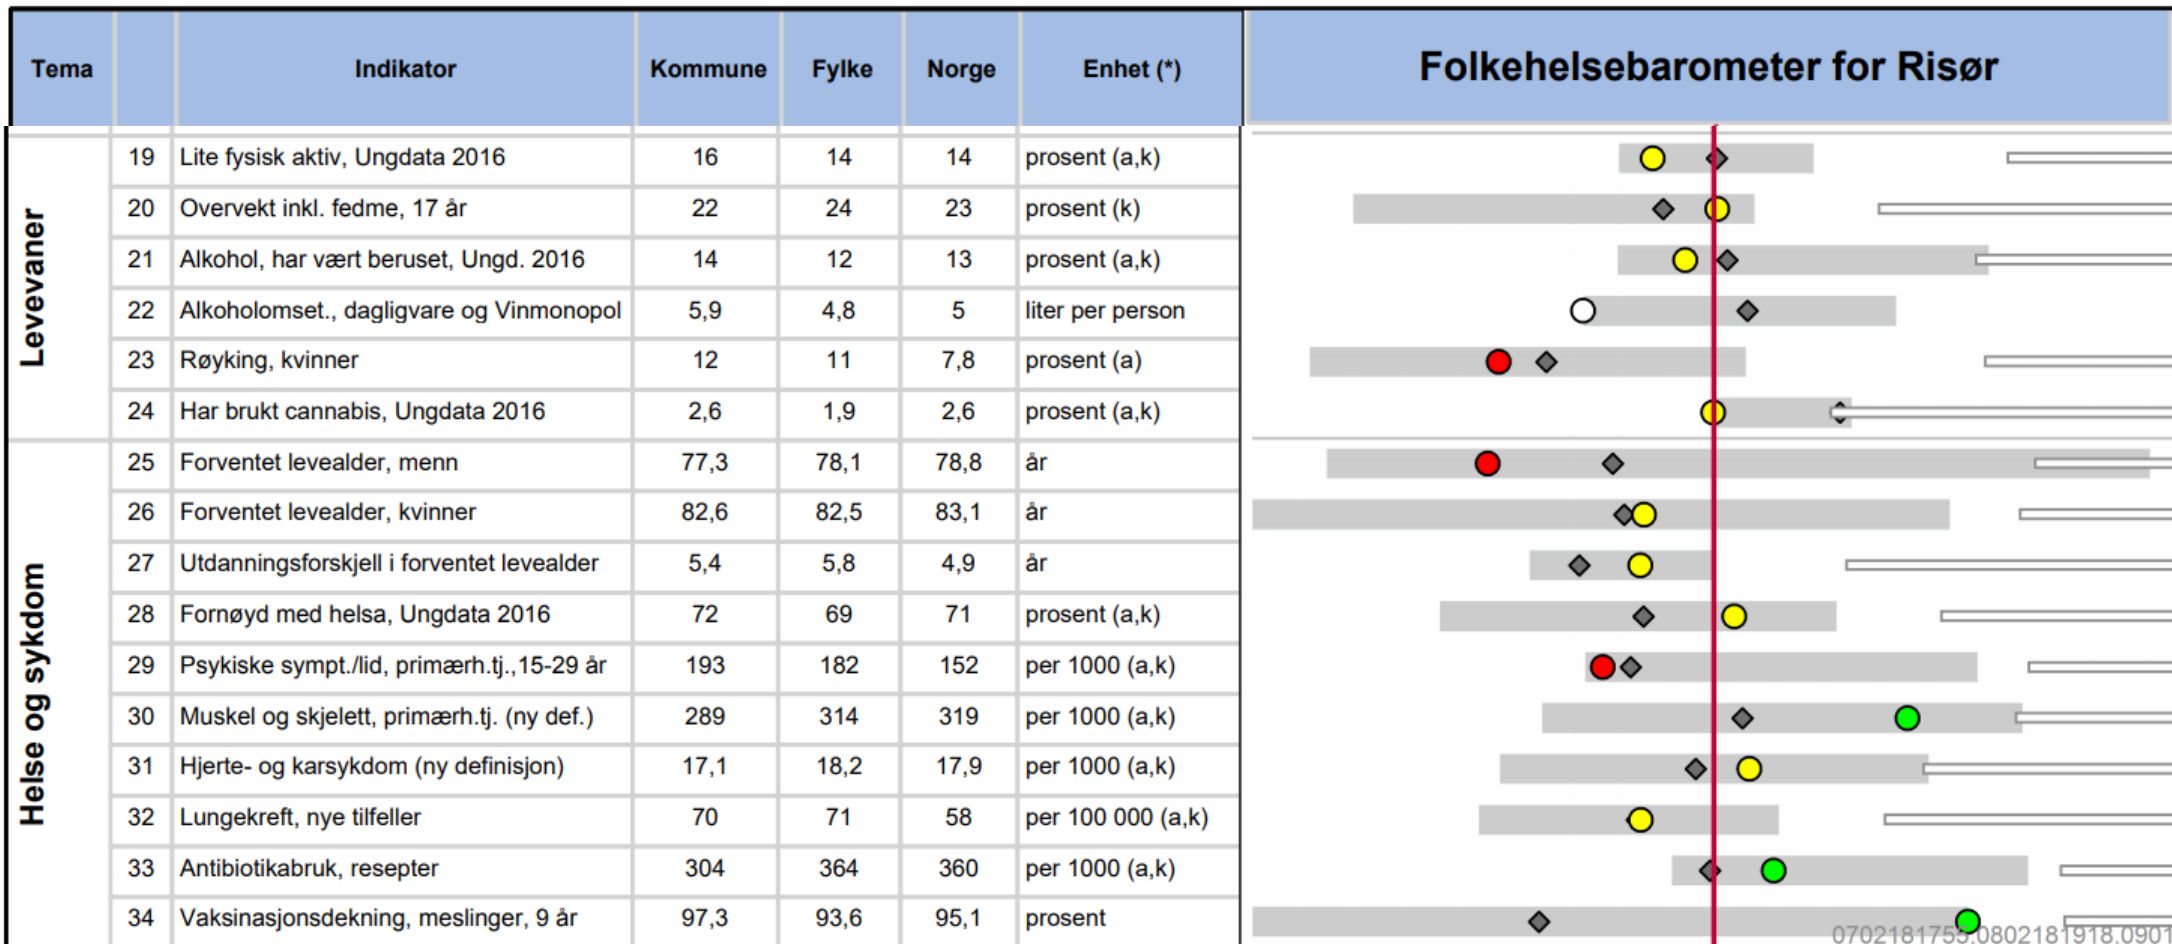 Tema Indikator Kommune Fylke Norge Enhet (*) Folkehelsebarometer for Risør
Levevaner
19 Lite fysisk aktiv, Ungdata 2016 16 14 14 prosent (a,k)
20 Overvekt inkl. fedme, 17 år 22 24 23 prosent (k)
21 Alkohol, har vært beruset, Ungd. 2016 14 12 13 prosent (a,k)
22 Alkoholomset., dagligvare og Vinmonopol 5,9 4,8 5 liter per person
23 Røyking, kvinner 12 11 7,8 prosent (a)
24 Har brukt cannabis, Ungdata 2016 2,6 1,9 2,6 prosent (a,k)
Helse og sykdom
25 Forventet levealder, menn 77,3 78,1 78,8 år
26 Forventet levealder, kvinner 82,6 82,5 83,1 år
27 Utdanningsforskjell i forventet levealder 5,4 5,8 4,9 år
28 Fornøyd med helsa, Ungdata 2016 72 69 71 prosent (a,k)
29 Psykiske sympt./lid, primærh.tj.,15-29 år 193 182 152 per 1000 (a,k)
30 Muskel og skjelett, primærh.tj. (ny def.) 289 314 319 per 1000 (a,k)
31 Hjerte- og karsykdom (ny definisjon) 17,1 18,2 17,9 per 1000 (a,k)
32 Lungekreft, nye tilfeller 70 71 58 per 100 000 (a,k)
33 Antibiotikabruk, resepter 304 364 360 per 1000 (a,k)
34 Vaksinasjonsdekning, meslinger, 9 år 97,3 93,6 95,1 prosent
0702181755.0802181918.0901